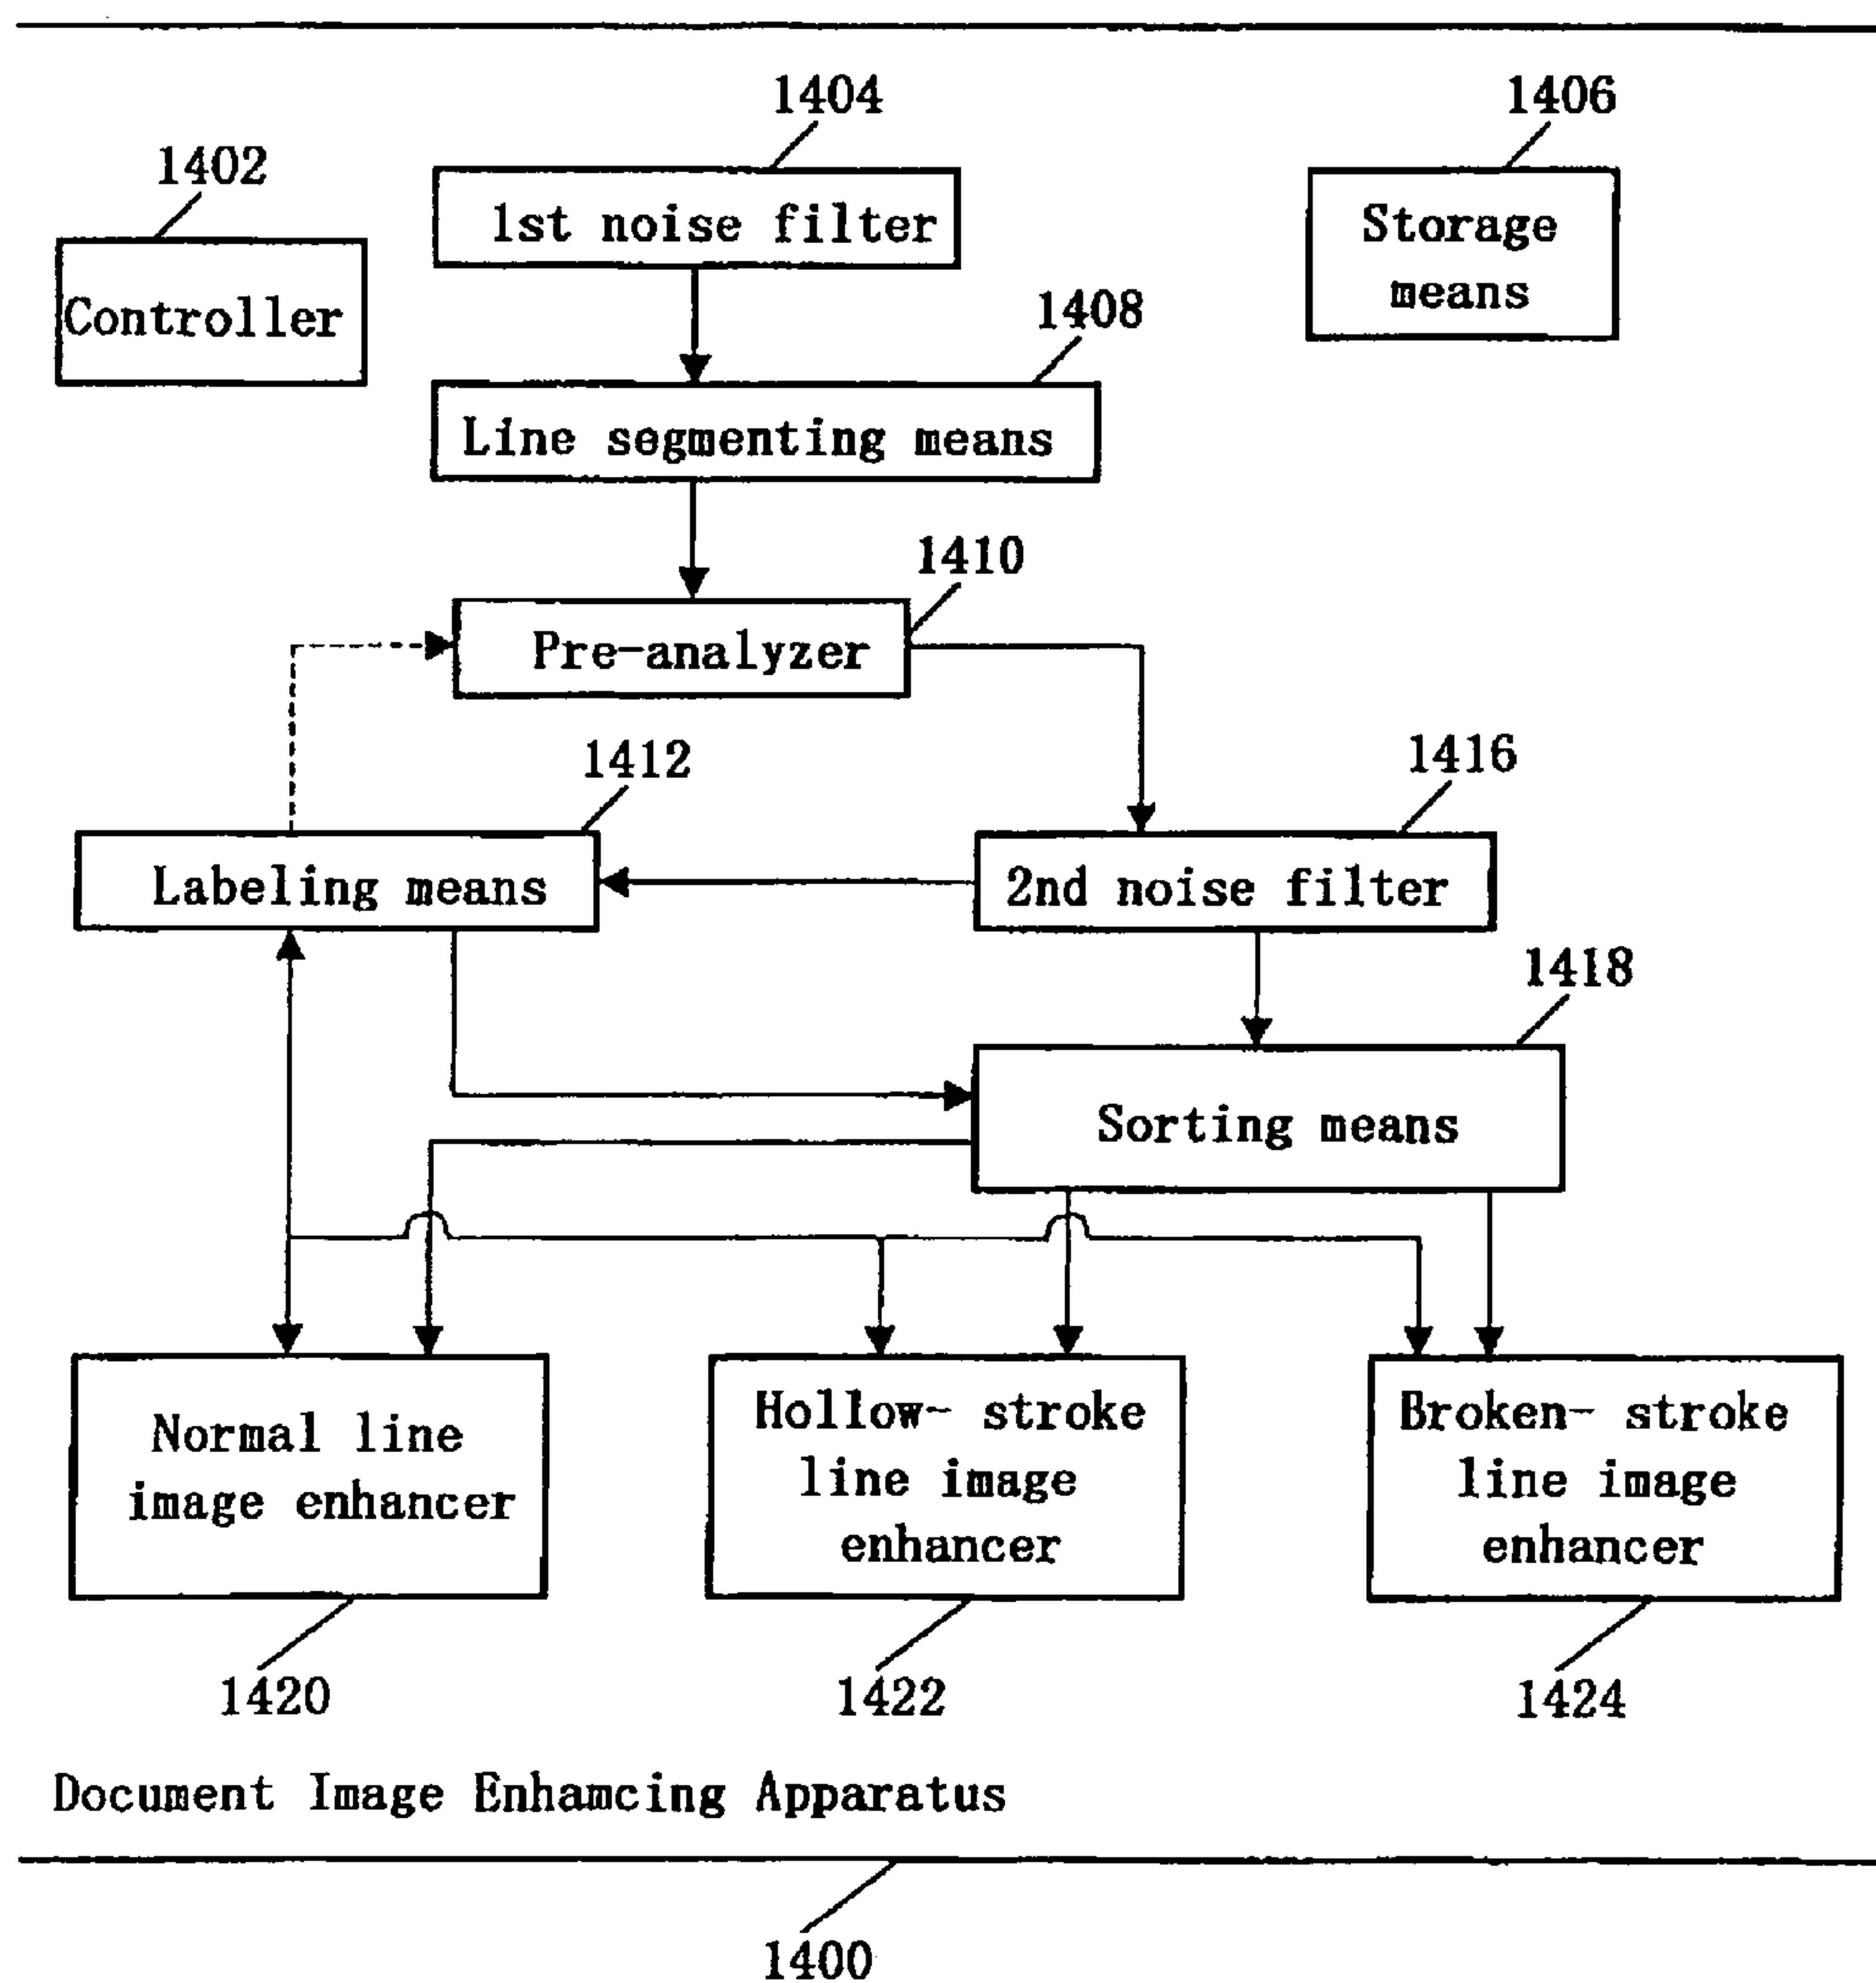 1404
1406
1402
1st noise filter
Storage
means
Controller
1408
Line segmenting means
1410
Pre-analyzer
1412
1416
Labeling means
2nd noise filter
1418
Sorting means
Normal line
image enhancer
Hollow- stroke
line image
enhancer
Broken- stroke
line image
enhancer
1420
1422
1424
Document Image Enhamcing Apparatus
1400